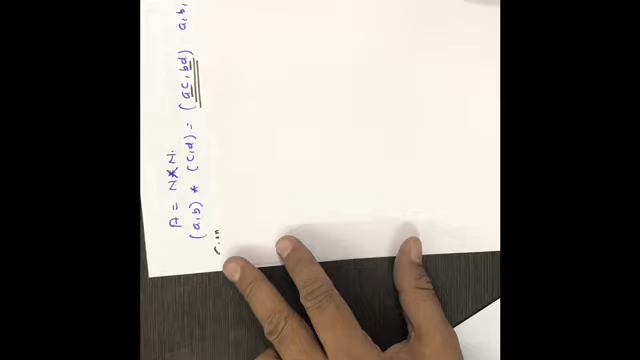 A = N × N.
(a,b) * (c,d) = (ac, bd) a,b,